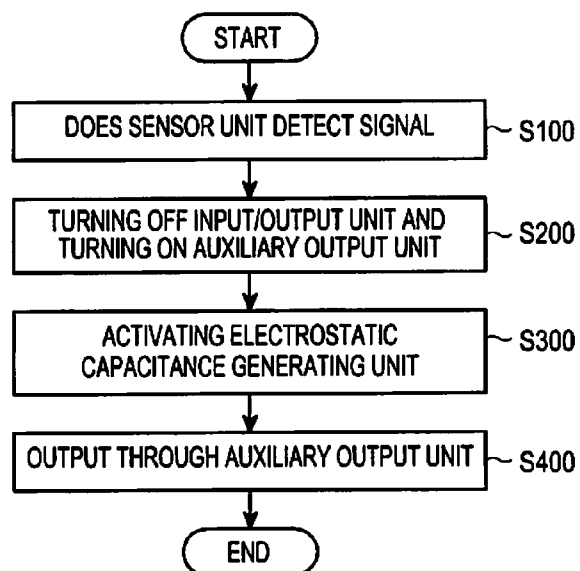 START
DOES SENSOR UNIT DETECT SIGNAL
S100
TURNING OFF INPUT/OUTPUT UNIT AND
TURNING ON AUXILIARY OUTPUT UNIT
S200
ACTIVATING ELECTROSTATIC
CAPACITANCE GENERATING UNIT
S300
OUTPUT THROUGH AUXILIARY OUTPUT UNIT
S400
END